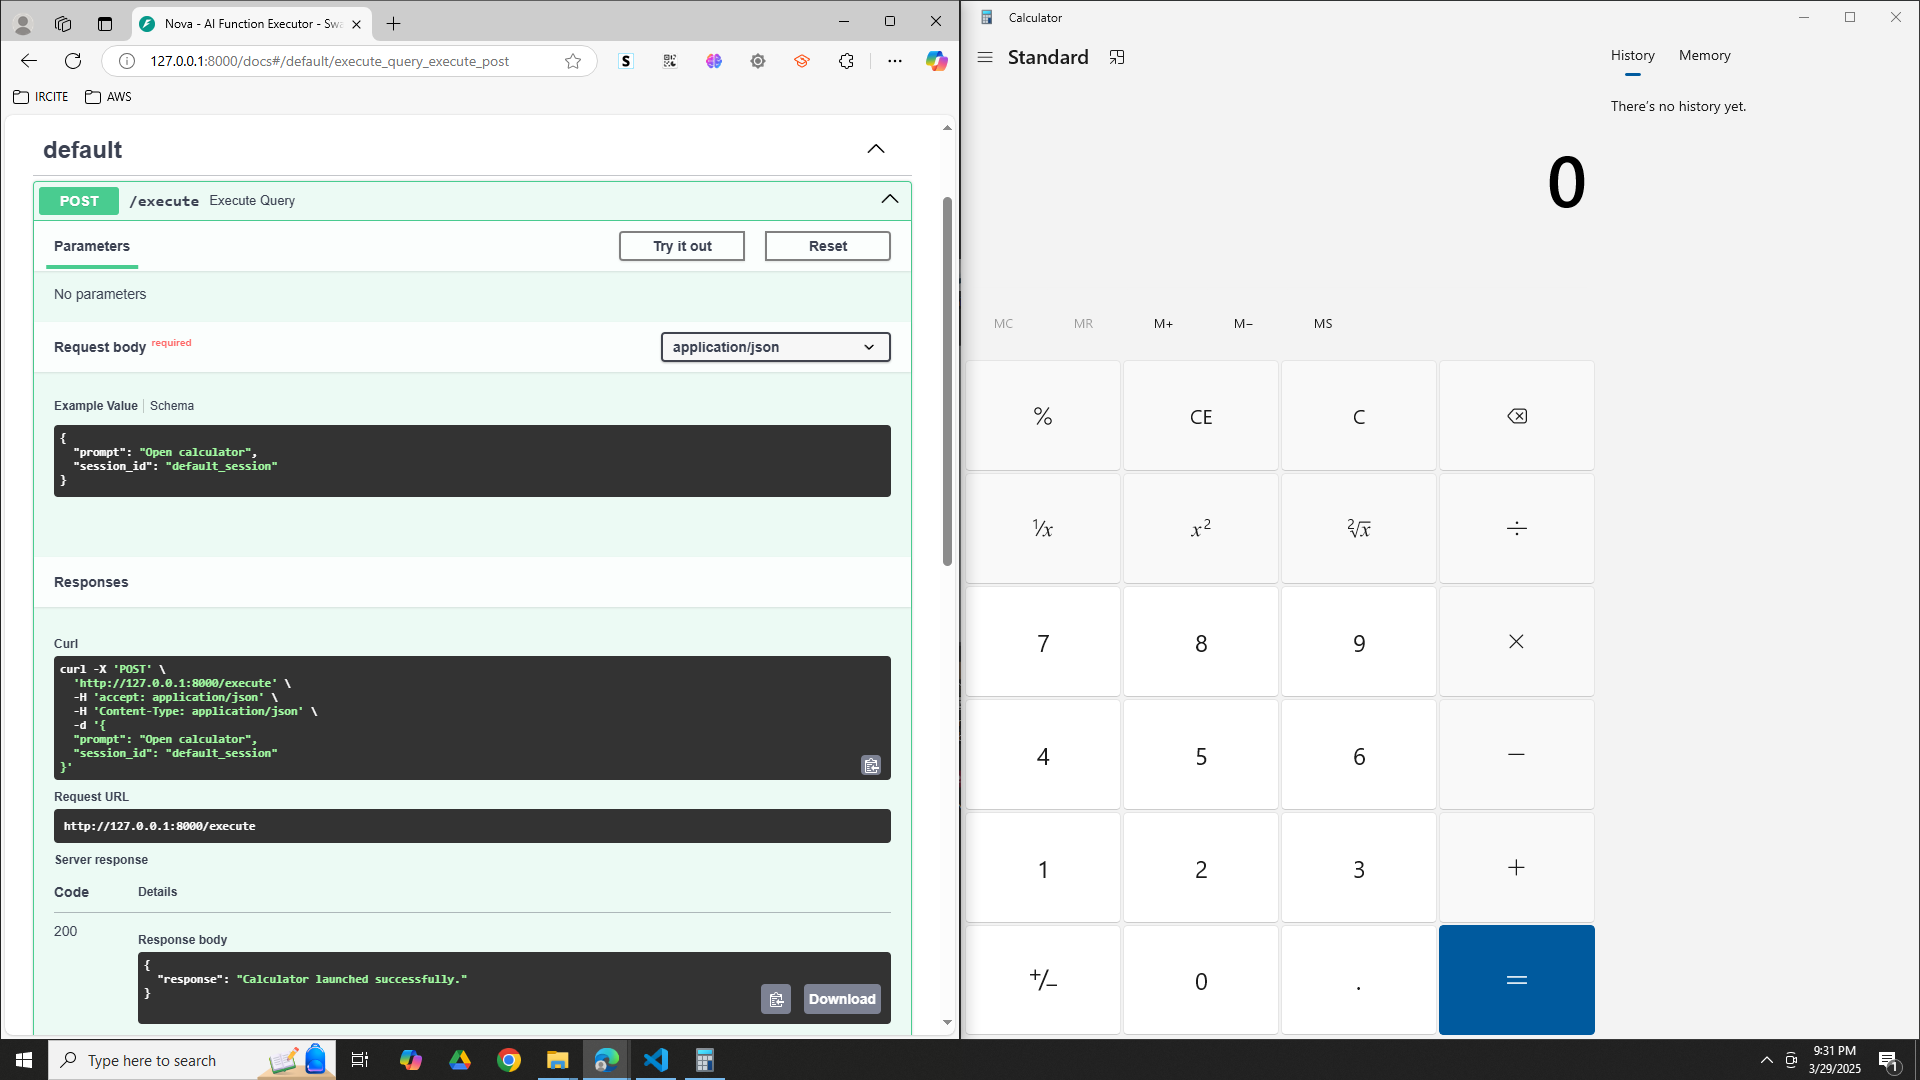 Nova - AI Function Executor - Swa
127.0.0.1:8000/docs#/default/execute_query_execute_post
S
IRCITE
AWS
default
POST
/execute
Execute Query
Parameters
Try it out
Reset
No parameters
Request body required
application/json
Example Value
Schema
{
"prompt": "Open calculator",
"session_id": "default_session"
}
Responses
Curl
curl -X 'POST' \
'http://127.0.0.1:8000/execute' \
-H 'accept: application/json' \
-H 'Content-Type: application/json' \
-d '{
"prompt": "Open calculator",
"session_id": "default_session"
}'
Request URL
http://127.0.0.1:8000/execute
Server response
Code
Details
200
Response body
{
"response": "Calculator launched successfully."
}
Download
Calculator
Standard
History
Memory
There's no history yet.
0
MC
MR
M+
M−
MS
%
CE
C
⅟x
x²
²√x
÷
7
8
9
×
4
5
6
−
1
2
3
+
+/−
0
.
=
Type here to search
9:31 PM
3/29/2025
1